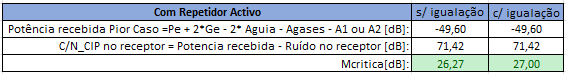 Com Repetidor Activo s/ igualação c/ igualação
Potência recebida Pior Caso =Pe + 2*Ge - 2* Aguia - Agases - A1 ou A2 [dB]: -49,60 -49,60
C/N_CIP no receptor = Potencia recebida - Ruído no receptor [dB]: 71,42 71,42
Mcritica[dB]: 26,27 27,00